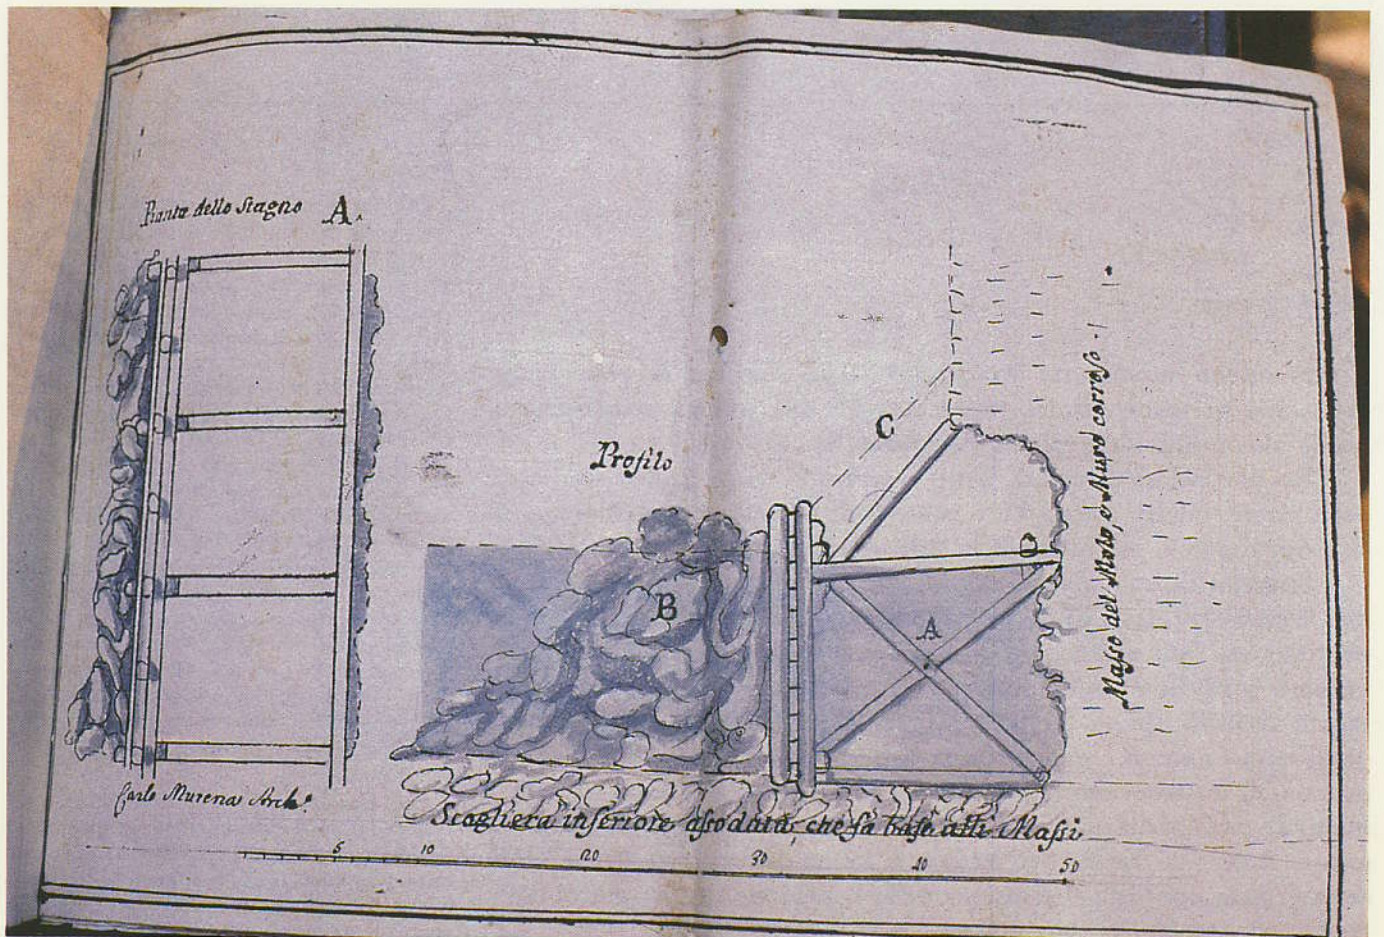 Pianta dello Stagno A.
Profilo
C
B
A
D
Masso del Molo, e Muro corroso
Carlo Murena Arch.º
Scogliera inferiore assodata, che fa base alli Massi
5 10 20 30 40 50